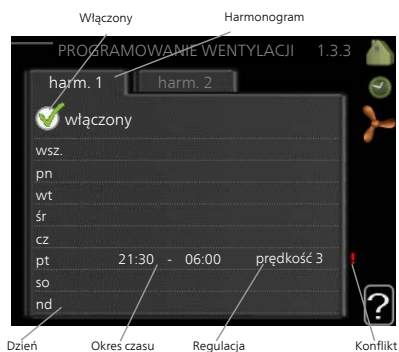 Włączony Harmonogram
PROGRAMOWANIE WENTYLACJI 1.3.3
harm. 1 harm. 2
włączony
wsz.
pn
wt
śr
cz
pt 21:30 - 06:00 prędkość 3 !
so
nd ?
Dzień Okres czasu Regulacja Konflikt